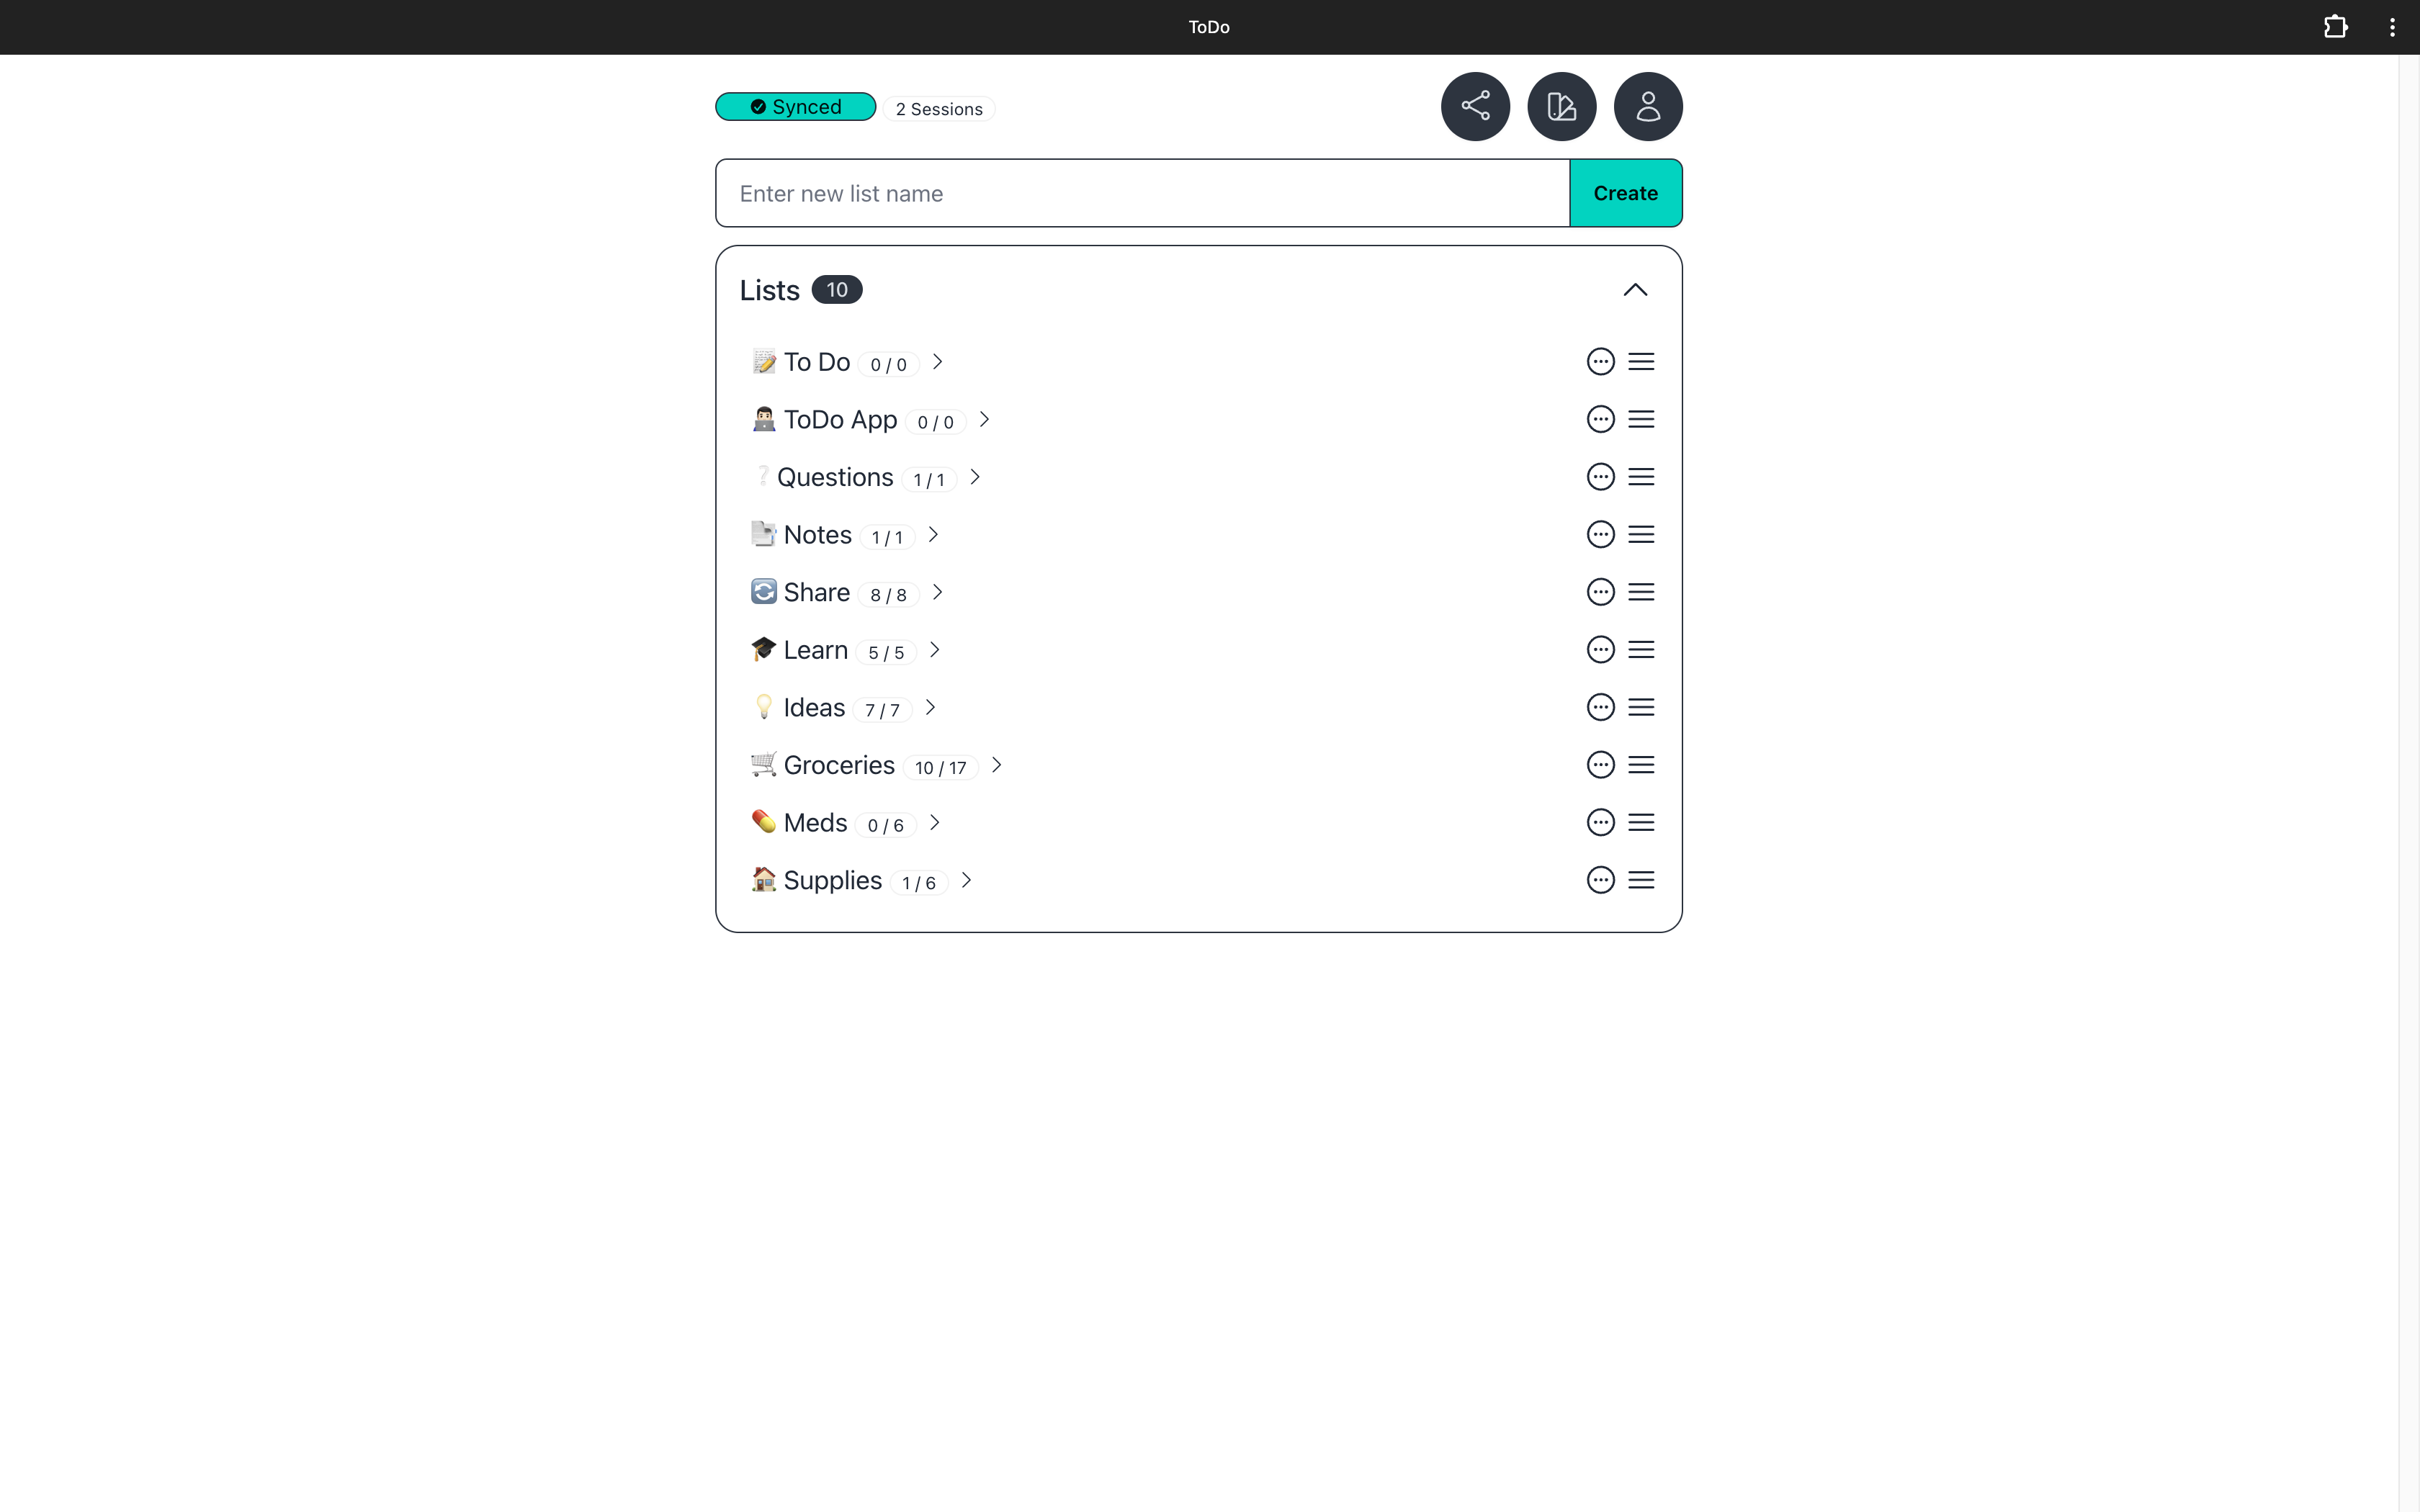 ToDo
Synced 2 Sessions
Enter new list name Create
Lists 10
To Do 0 / 0
ToDo App 0 / 0
❔Questions 1 / 1
Notes 1 / 1
Share 8 / 8
Learn 5 / 5
Ideas 7 / 7
Groceries 10 / 17
Meds 0 / 6
Supplies 1 / 6